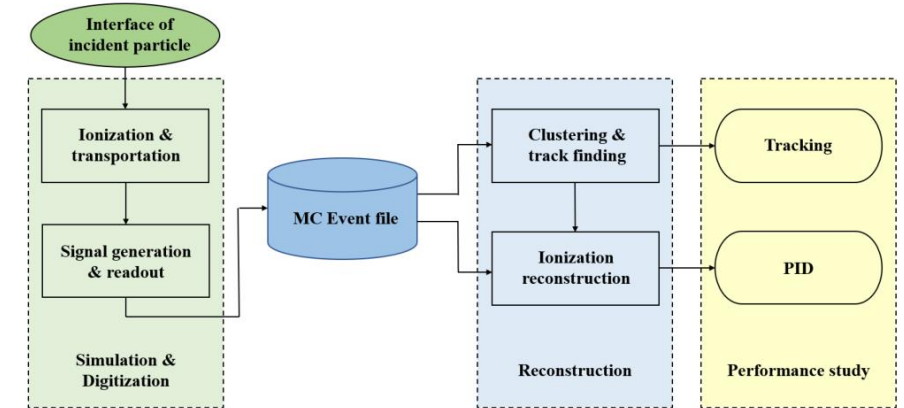 Interface of
incident particle
Ionization &
transportation
Signal generation
& readout
Simulation &
Digitization
MC Event file
Clustering &
track finding
Ionization
reconstruction
Reconstruction
Tracking
PID
Performance study